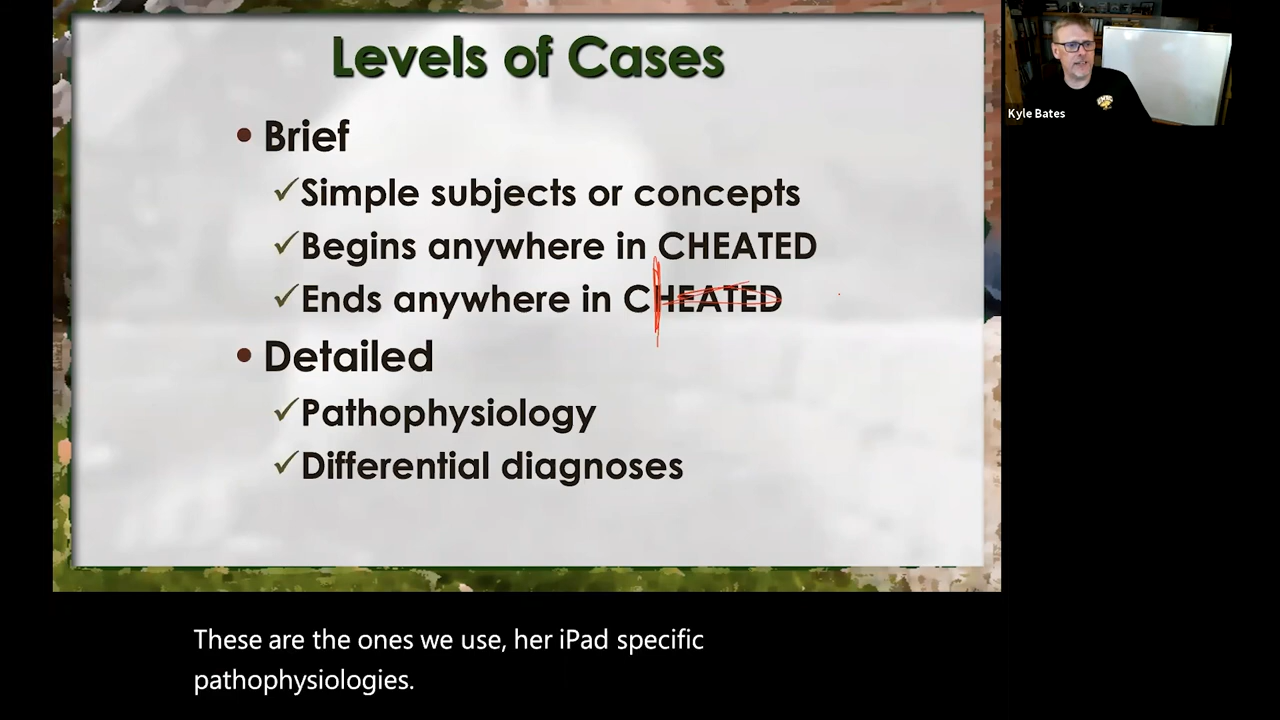 Levels of Cases
• Brief
✓Simple subjects or concepts
✓Begins anywhere in CHEATED
✓Ends anywhere in CHEATED
• Detailed
✓Pathophysiology
✓Differential diagnoses
Kyle Bates
These are the ones we use, her iPad specific
pathophysiologies.